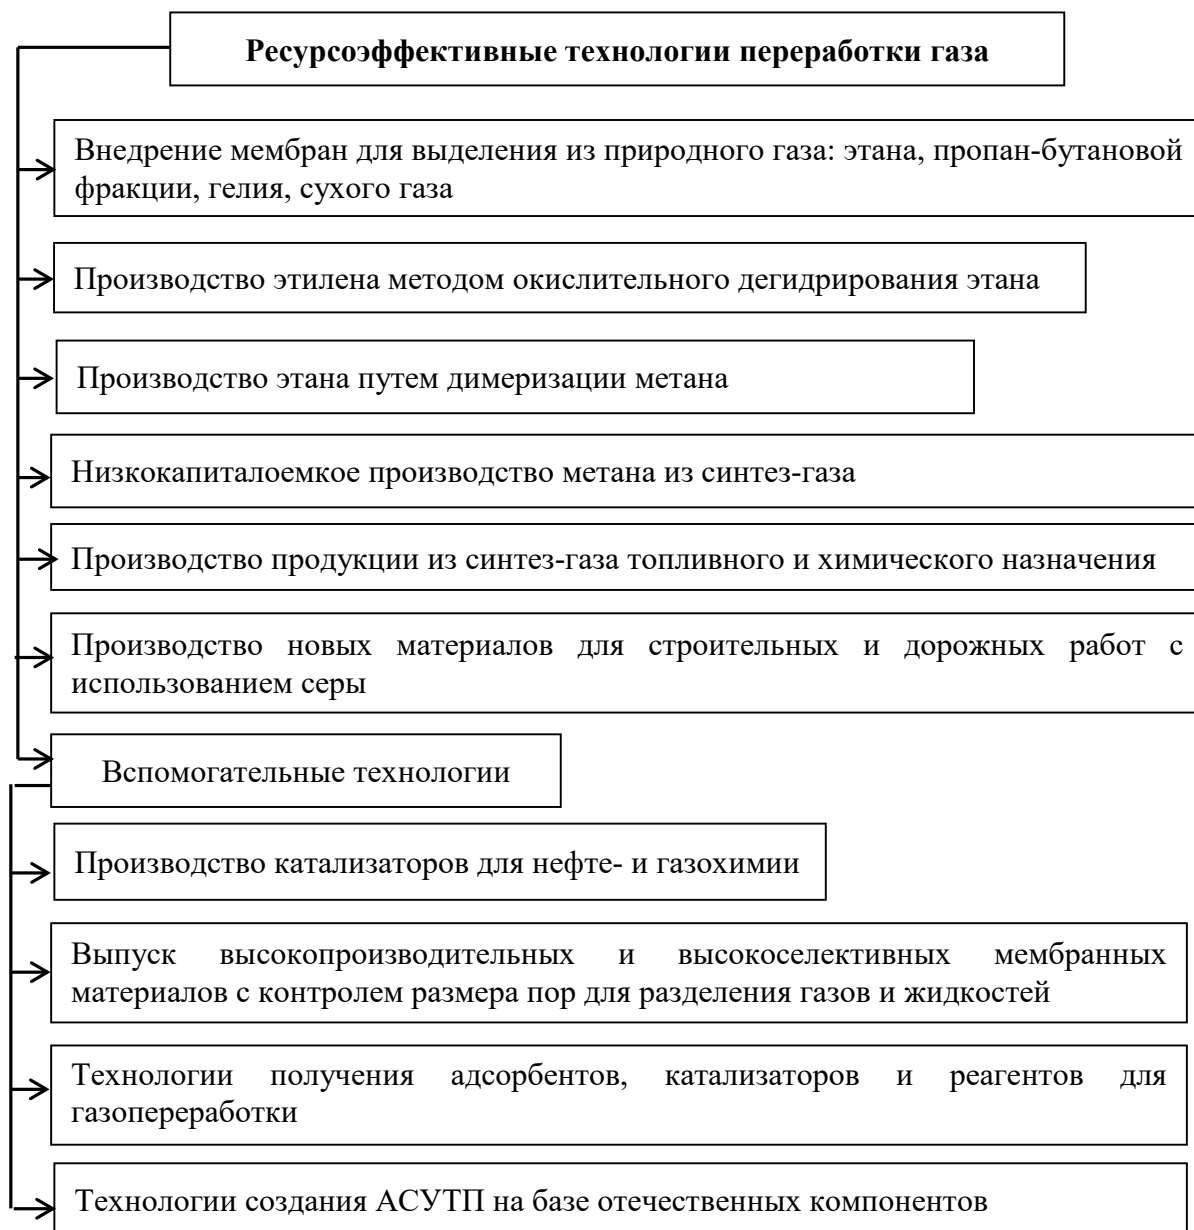 Ресурсоэффективные технологии переработки газа
Внедрение мембран для выделения из природного газа: этана, пропан-бутановой
фракции, гелия, сухого газа
Производство этилена методом окислительного дегидрирования этана
Производство этана путем димеризации метана
Низкокапиталоемкое производство метана из синтез-газа
Производство продукции из синтез-газа топливного и химического назначения
Производство новых материалов для строительных и дорожных работ с
использованием серы
Вспомогательные технологии
Производство катализаторов для нефте- и газохимии
Выпуск высокопроизводительных и высокоселективных мембранных
материалов с контролем размера пор для разделения газов и жидкостей
Технологии получения адсорбентов, катализаторов и реагентов для
газопереработки
Технологии создания АСУТП на базе отечественных компонентов